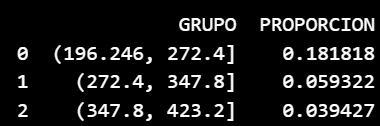 GRUPO PROPORCION
0 (196.246, 272.4] 0.181818
1 (272.4, 347.8] 0.059322
2 (347.8, 423.2] 0.039427